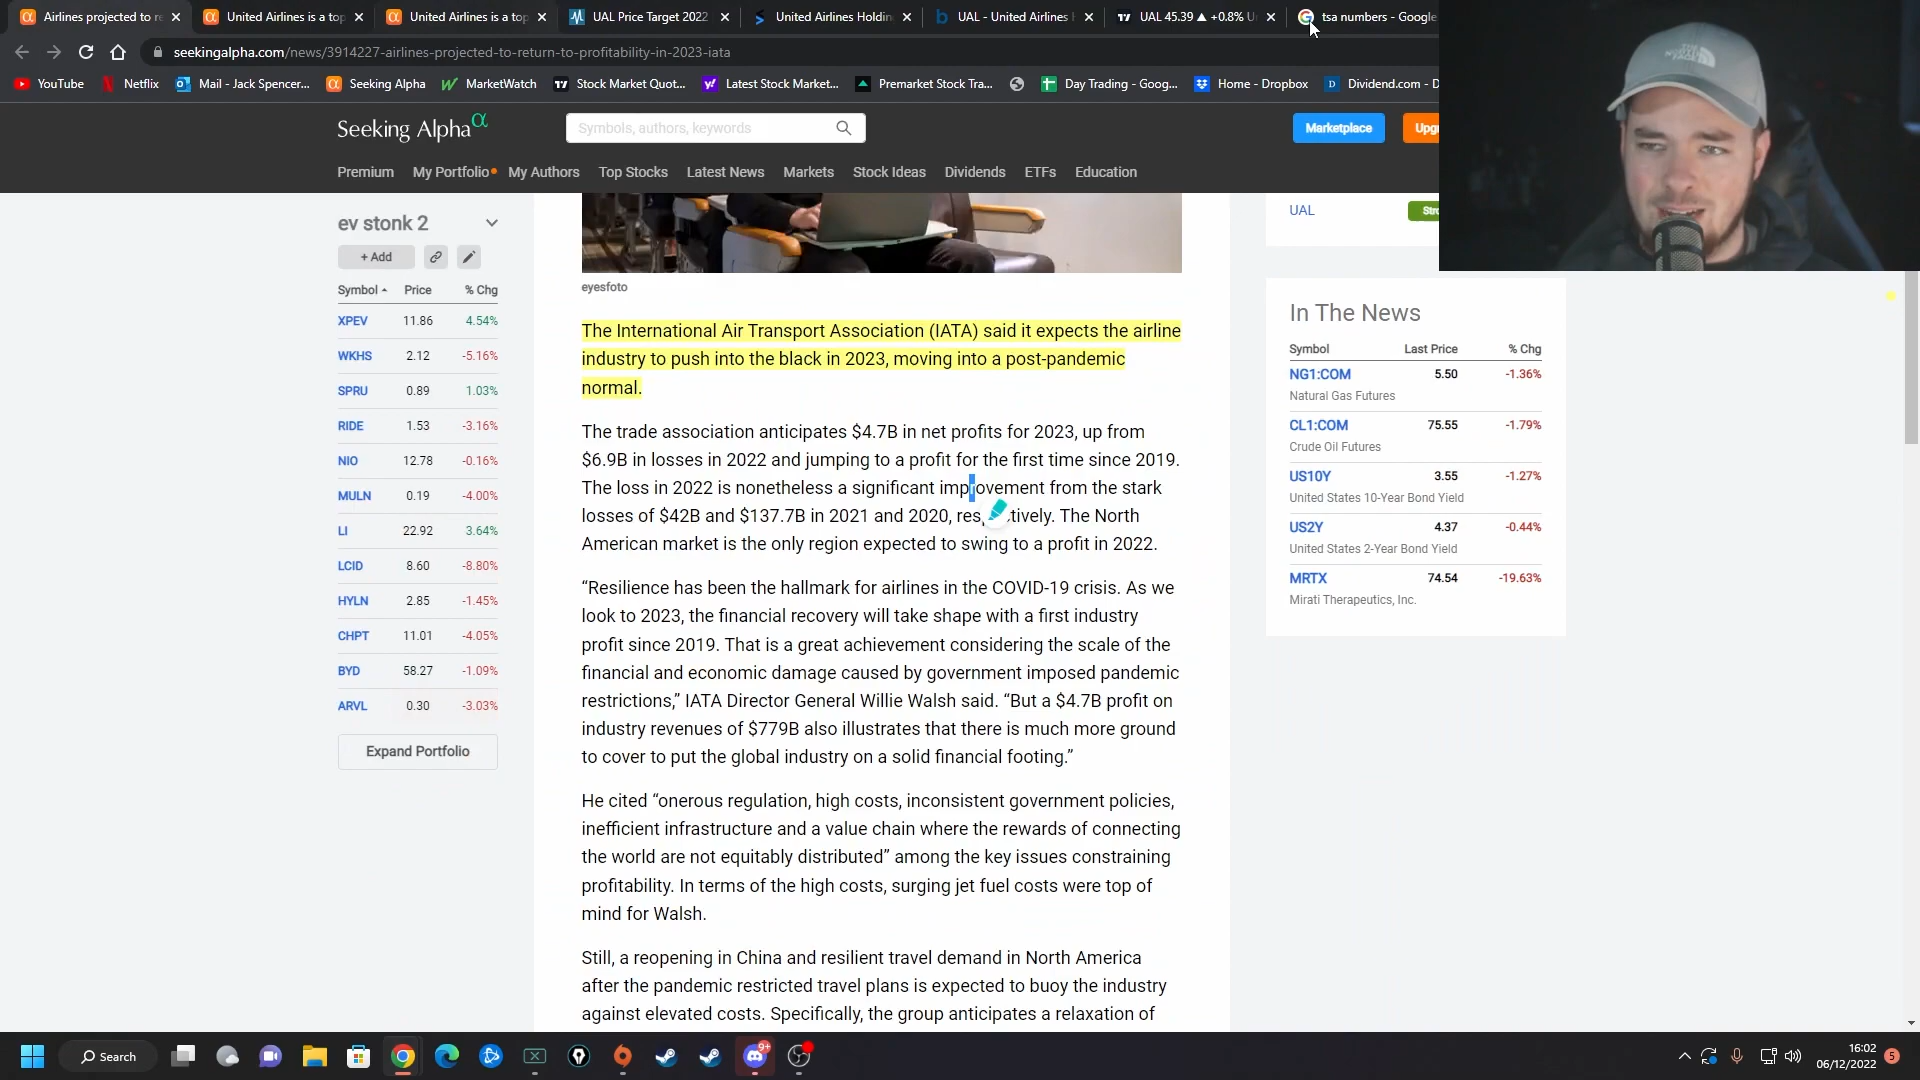 Airlines projected to re
United Airlines is a top
United Airlines is a top
UAL Price Target 2022
United Airlines Holdin
UAL - United Airlines H
UAL 45.39 ▲ +0.8% U
tsa numbers - Google
seekingalpha.com/news/3914227-airlines-projected-to-return-to-profitability-in-2023-iata
YouTube
Netflix
Mail - Jack Spencer...
Seeking Alpha
MarketWatch
Stock Market Quot...
Latest Stock Market...
Premarket Stock Tra...
Day Trading - Goog...
Home - Dropbox
Dividend.com - D
Seeking Alpha α
Symbols, authors, keywords
Marketplace
Upg
Premium My Portfolio My Authors Top Stocks Latest News Markets Stock Ideas Dividends ETFs Education
ev stonk 2
+ Add
Symbol Price % Chg
XPEV 11.86 4.54%
WKHS 2.12 -5.16%
SPRU 0.89 1.03%
RIDE 1.53 -3.16%
NIO 12.78 -0.16%
MULN 0.19 -4.00%
LI 22.92 3.64%
LCID 8.60 -8.80%
HYLN 2.85 -1.45%
CHPT 11.01 -4.05%
BYD 58.27 -1.09%
ARVL 0.30 -3.03%
Expand Portfolio
eyesfoto
The International Air Transport Association (IATA) said it expects the airline
industry to push into the black in 2023, moving into a post-pandemic
normal.
The trade association anticipates $4.7B in net profits for 2023, up from
$6.9B in losses in 2022 and jumping to a profit for the first time since 2019.
The loss in 2022 is nonetheless a significant improvement from the stark
losses of $42B and $137.7B in 2021 and 2020, respectively. The North
American market is the only region expected to swing to a profit in 2022.
“Resilience has been the hallmark for airlines in the COVID-19 crisis. As we
look to 2023, the financial recovery will take shape with a first industry
profit since 2019. That is a great achievement considering the scale of the
financial and economic damage caused by government imposed pandemic
restrictions,” IATA Director General Willie Walsh said. “But a $4.7B profit on
industry revenues of $779B also illustrates that there is much more ground
to cover to put the global industry on a solid financial footing.”
He cited “onerous regulation, high costs, inconsistent government policies,
inefficient infrastructure and a value chain where the rewards of connecting
the world are not equitably distributed” among the key issues constraining
profitability. In terms of the high costs, surging jet fuel costs were top of
mind for Walsh.
Still, a reopening in China and resilient travel demand in North America
after the pandemic restricted travel plans is expected to buoy the industry
against elevated costs. Specifically, the group anticipates a relaxation of
UAL
Stro
In The News
Symbol Last Price % Chg
NG1:COM 5.50 -1.36%
Natural Gas Futures
CL1:COM 75.55 -1.79%
Crude Oil Futures
US10Y 3.55 -1.27%
United States 10-Year Bond Yield
US2Y 4.37 -0.44%
United States 2-Year Bond Yield
MRTX 74.54 -19.63%
Mirati Therapeutics, Inc.
THE NORTH FACE
Search
9+
16:02
06/12/2022
5